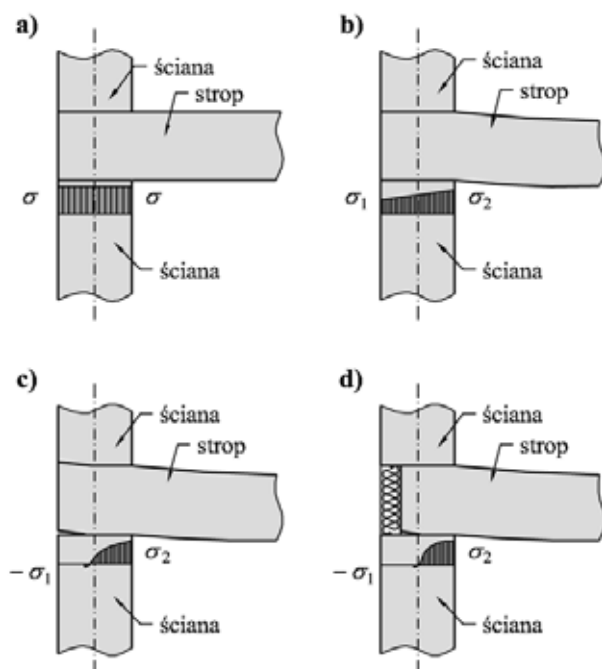 a)
ściana
strop
σ σ
ściana
b)
ściana
strop
σ1 σ2
ściana
c)
ściana
strop
− σ1 σ2
ściana
d)
ściana
strop
− σ1 σ2
ściana